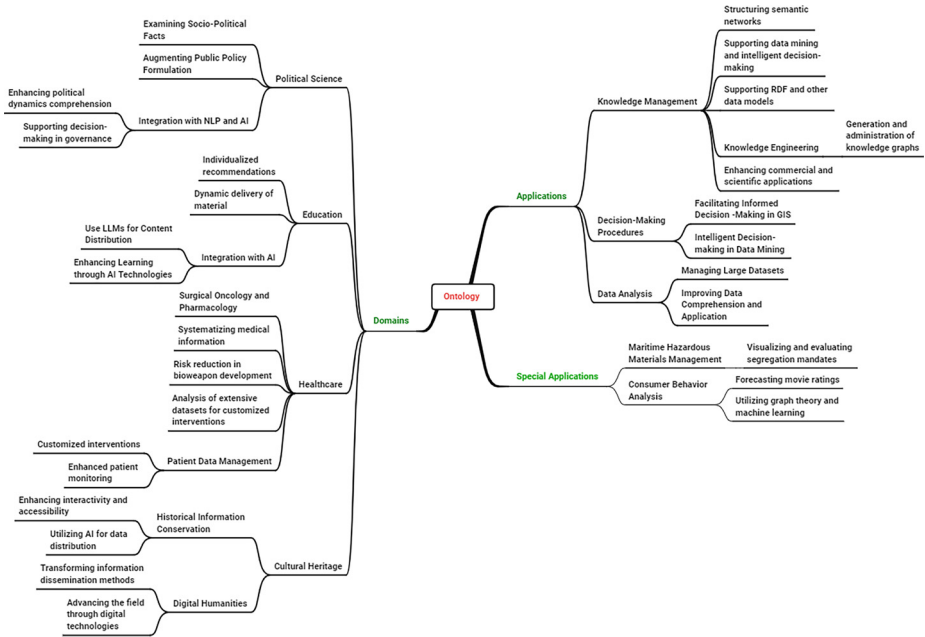 Ontology
Domains
Political Science
Examining Socio-Political
Facts
Augmenting Public Policy
Formulation
Integration with NLP and AI
Enhancing political
dynamics comprehension
Supporting decision-
making in governance
Education
Individualized
recommendations
Dynamic delivery of
material
Integration with AI
Use LLMs for Content
Distribution
Enhancing Learning
through AI Technologies
Healthcare
Surgical Oncology and
Pharmacology
Systematizing medical
information
Risk reduction in
bioweapon development
Analysis of extensive
datasets for customized
interventions
Patient Data Management
Customized interventions
Enhanced patient
monitoring
Cultural Heritage
Historical Information
Conservation
Enhancing interactivity and
accessibility
Utilizing AI for data
distribution
Digital Humanities
Transforming information
dissemination methods
Advancing the field
through digital
technologies
Applications
Knowledge Management
Structuring semantic
networks
Supporting data mining
and intelligent decision-
making
Supporting RDF and other
data models
Knowledge Engineering
Generation and
administration of
knowledge graphs
Enhancing commercial and
scientific applications
Decision-Making
Procedures
Facilitating Informed
Decision -Making in GIS
Intelligent Decision-
making in Data Mining
Data Analysis
Managing Large Datasets
Improving Data
Comprehension and
Application
Special Applications
Maritime Hazardous
Materials Management
Visualizing and evaluating
segregation mandates
Consumer Behavior
Analysis
Forecasting movie ratings
Utilizing graph theory and
machine learning